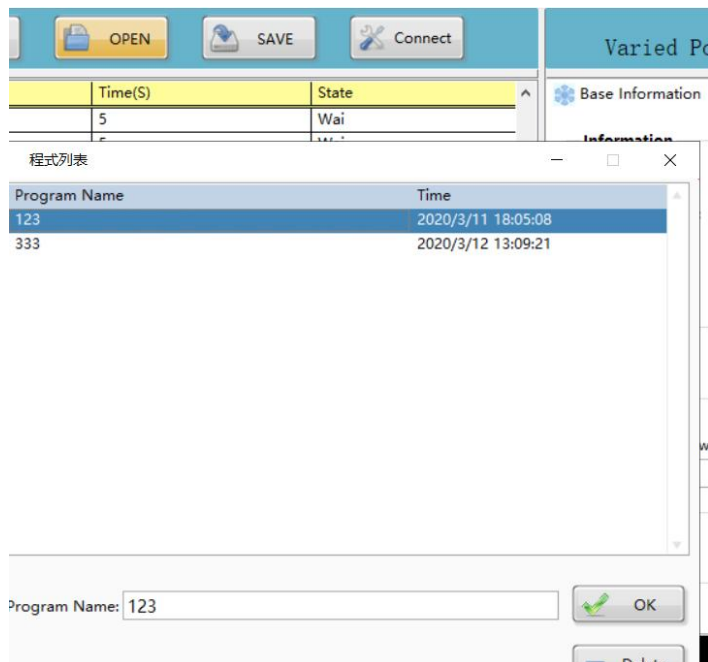 OPEN SAVE Connect Varied
Time(S) State Base Information
5 Wai
Information
程式列表
Program Name Time
123 2020/3/11 18:05:08
333 2020/3/12 13:09:21
Program Name: 123 OK